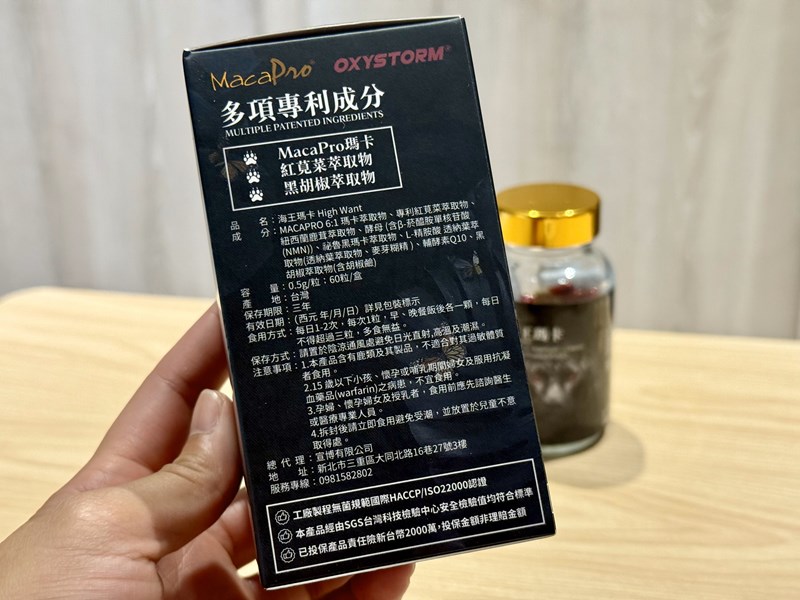 MacaPro® OXYSTORM®
多項專利成分
MULTIPLE PATENTED INGREDIENTS
MacaPro瑪卡
紅莧菜萃取物
黑胡椒萃取物
品 名：海王瑪卡 High Want
成 分：MACAPRO 6:1 瑪卡萃取物、專利紅莧菜萃取物、
紐西蘭鹿茸萃取物、酵母 (含β-菸醯胺單核苷酸
(NMN))、祕魯黑瑪卡萃取物、L-精胺酸 透納葉萃
取物(透納葉萃取物、麥芽糊精 )、輔酵素Q10、黑
胡椒萃取物(含胡椒鹼)
容 量：0.5g/粒；60粒/盒
產 地：台灣
保存期限：三年
有效日期：（西元 年/月/日）詳見包裝標示
食用方式：每日1-2次，每次1粒，早、晚餐飯後各一顆，每日
不得超過三粒，多食無益。
保存方式：請置於陰涼通風處避免日光直射,高溫及潮濕。
注意事項：1.本產品含有鹿類及其製品，不適合對其過敏體質
者食用。
2.15 歲以下小孩、懷孕或哺乳期間婦女及服用抗凝
血藥品(warfarin)之病患，不宜食用。
3.孕婦、懷孕婦女及授乳者，食用前應先諮詢醫生
或醫療專業人員。
4.拆封後請立即食用避免受潮，並放置於兒童不意
取得處。
總 代 理：宣博有限公司
地 址：新北市三重區大同北路16巷27號3樓
服務專線：0981582802
工廠製程無菌規範國際HACCP/ISO22000認證
本產品經由SGS台灣科技檢驗中心安全檢驗值均符合標準
已投保產品責任險新台幣2000萬，投保金額非理賠金額
瑪卡